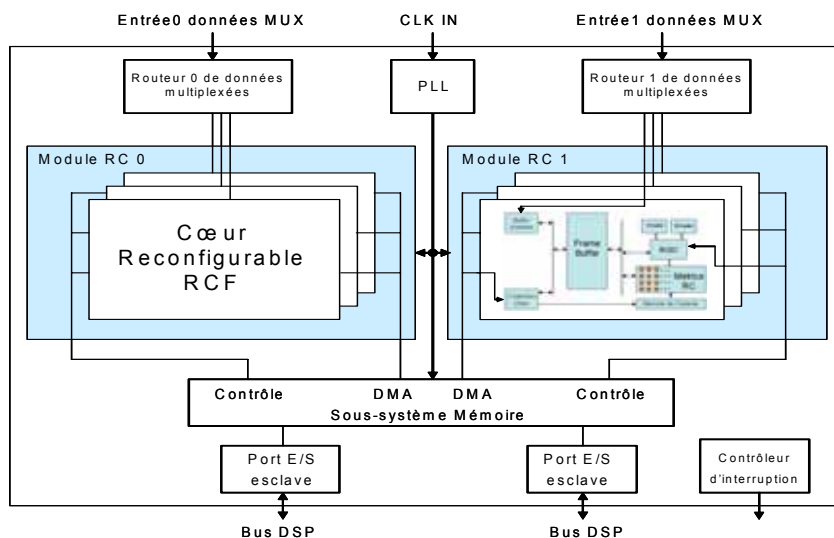 Entrée0 données MUX
CLK IN
Entrée1 données MUX
Routeur 0 de données
multiplexées
PLL
Routeur 1 de données
multiplexées
Module RC 0
Module RC 1
Cœur
Reconfigurable
RCF
Frame
Buffer
RISC
Matrice
RC
Contrôle
DMA
DMA
Contrôle
Sous-système Mémoire
Port E/S
esclave
Port E/S
esclave
Contrôleur
d'interruption
Bus DSP
Bus DSP